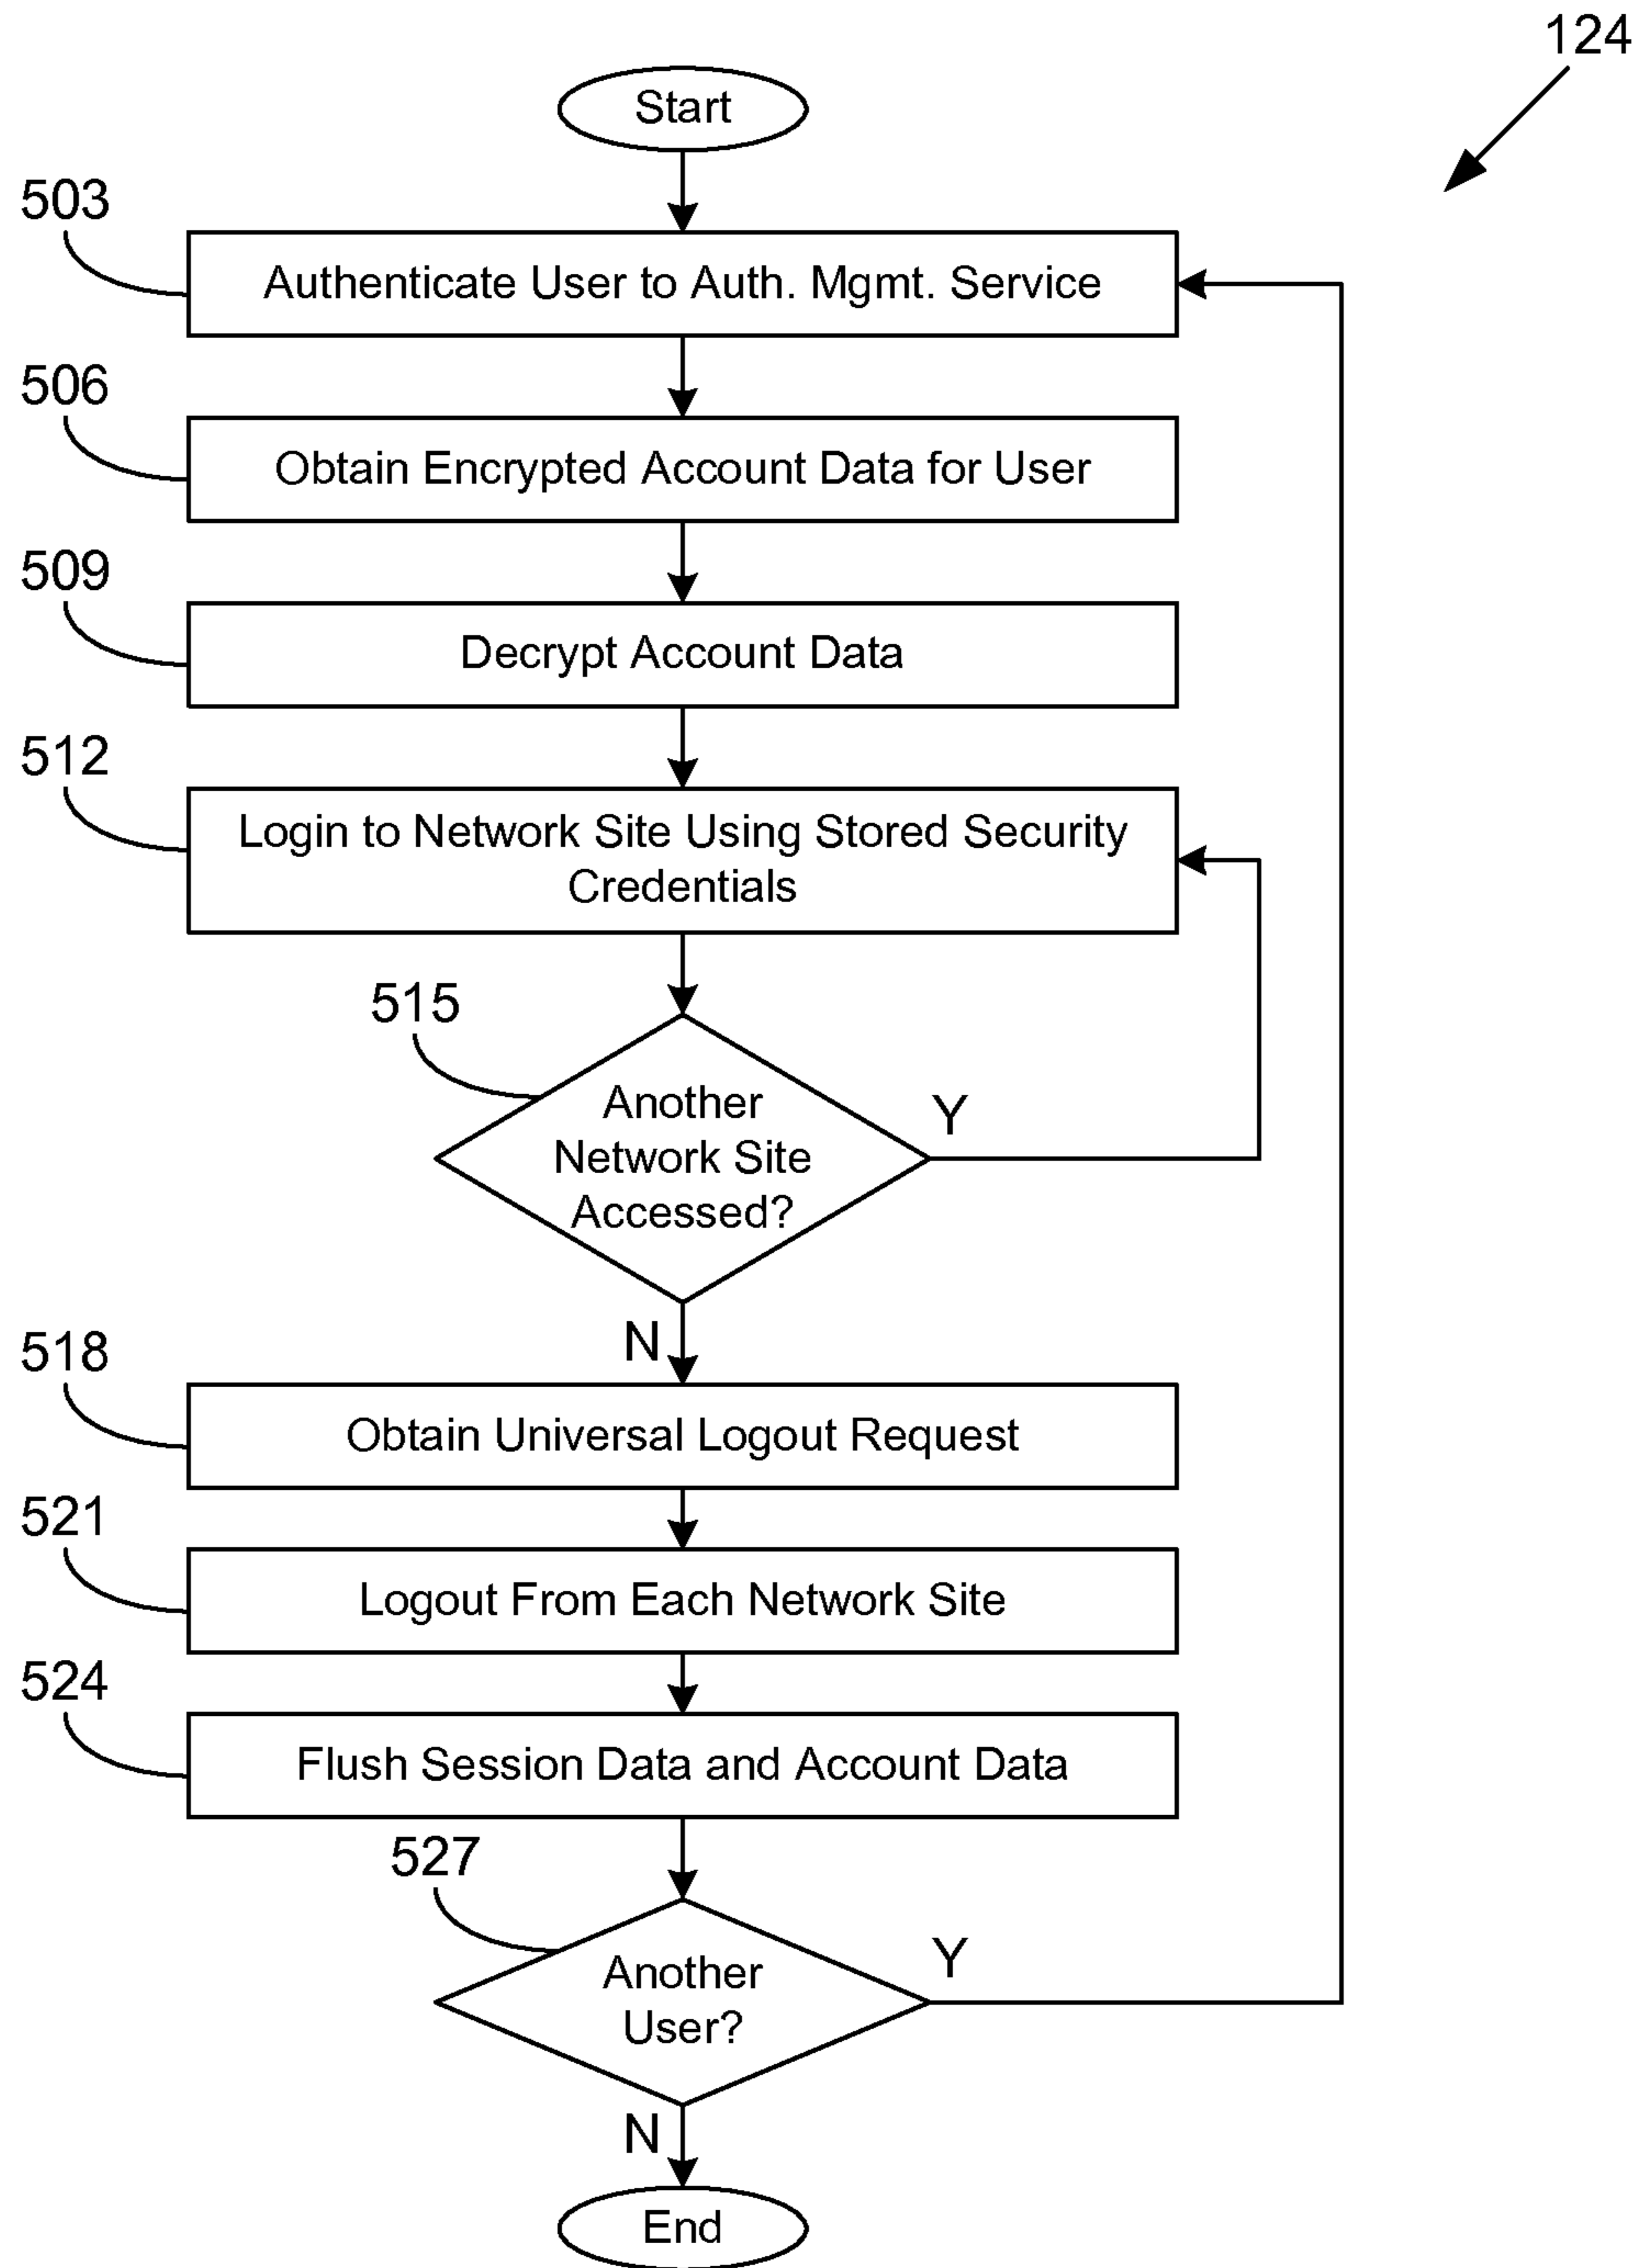 124
Start
503
Authenticate User to Auth. Mgmt. Service
506
Obtain Encrypted Account Data for User
509
Decrypt Account Data
512
Login to Network Site Using Stored Security
Credentials
515
Another
Network Site
Accessed?
Y
N
518
Obtain Universal Logout Request
521
Logout From Each Network Site
524
Flush Session Data and Account Data
527
Another
User?
Y
N
End